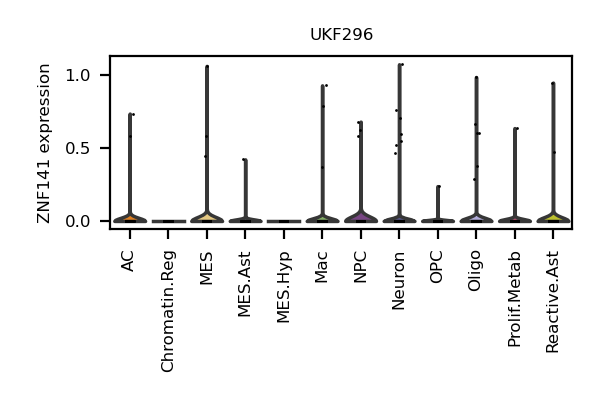 UKF296
ZNF141 expression
1.0
0.5
0.0
AC
Chromatin.Reg
MES
MES.Ast
MES.Hyp
Mac
NPC
Neuron
OPC
Oligo
Prolif.Metab
Reactive.Ast